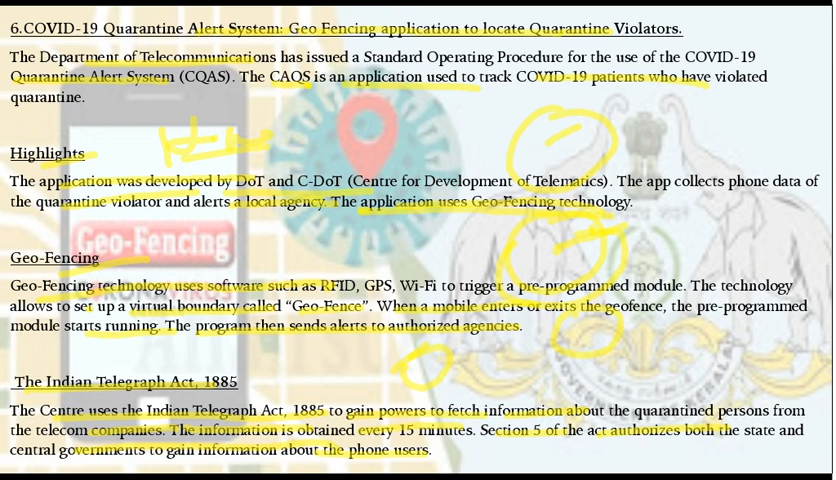 6.COVID-19 Quarantine Alert System: Geo Fencing application to locate Quarantine Violators.
The Department of Telecommunications has issued a Standard Operating Procedure for the use of the COVID-19
Quarantine Alert System (CQAS). The CAQS is an application used to track COVID-19 patients who have violated
quarantine.
Highlights
The application was developed by DoT and C-DoT (Centre for Development of Telematics). The app collects phone data of
the quarantine violator and alerts a local agency. The application uses Geo-Fencing technology.
Geo-Fencing
Geo-Fencing
Geo-Fencing technology uses software such as RFID, GPS, Wi-Fi to trigger a pre-programmed module. The technology
allows to set up a virtual boundary called “Geo-Fence”. When a mobile enters or exits the geofence, the pre-programmed
module starts running. The program then sends alerts to authorized agencies.
The Indian Telegraph Act, 1885
The Centre uses the Indian Telegraph Act, 1885 to gain powers to fetch information about the quarantined persons from
the telecom companies. The information is obtained every 15 minutes. Section 5 of the act authorizes both the state and
central governments to gain information about the phone users.